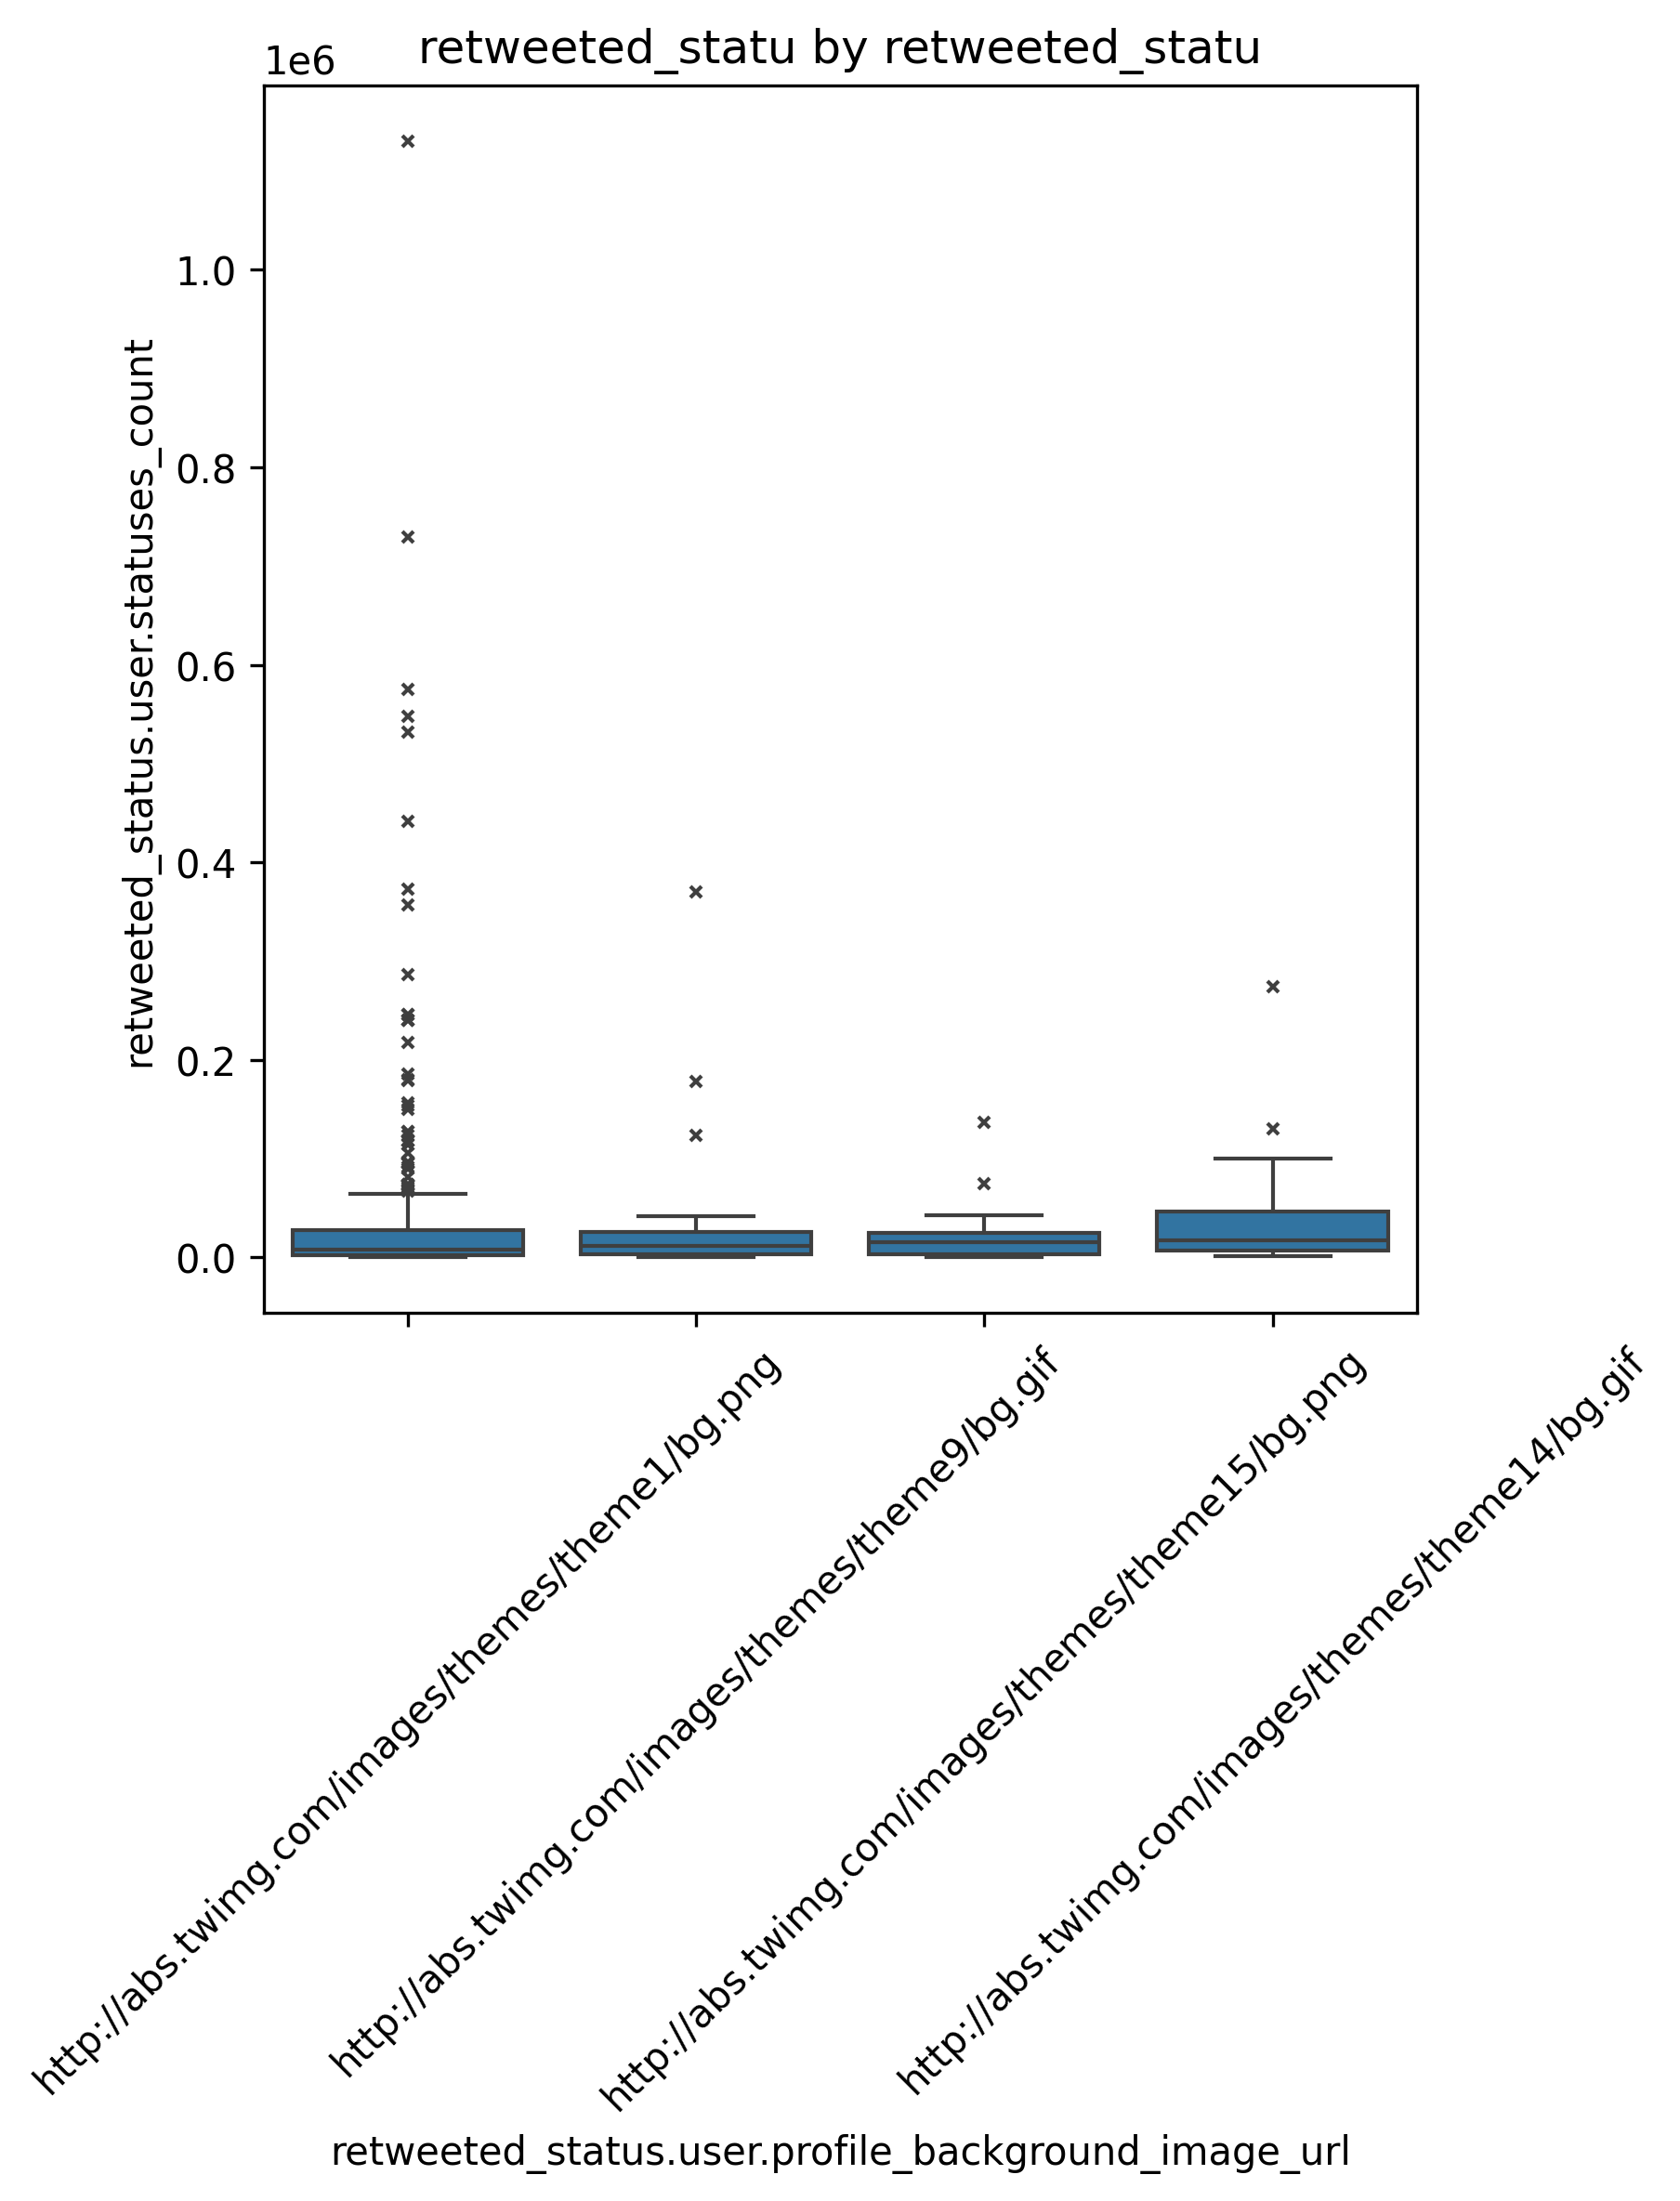 retweeted_statu by retweeted_statu
1e6
1.0
0.8
0.6
0.4
0.2
0.0
retweeted_status.user.statuses_count
http://abs.twimg.com/images/themes/theme1/bg.png
http://abs.twimg.com/images/themes/theme9/bg.gif
http://abs.twimg.com/images/themes/theme15/bg.png
http://abs.twimg.com/images/themes/theme14/bg.gif
retweeted_status.user.profile_background_image_url